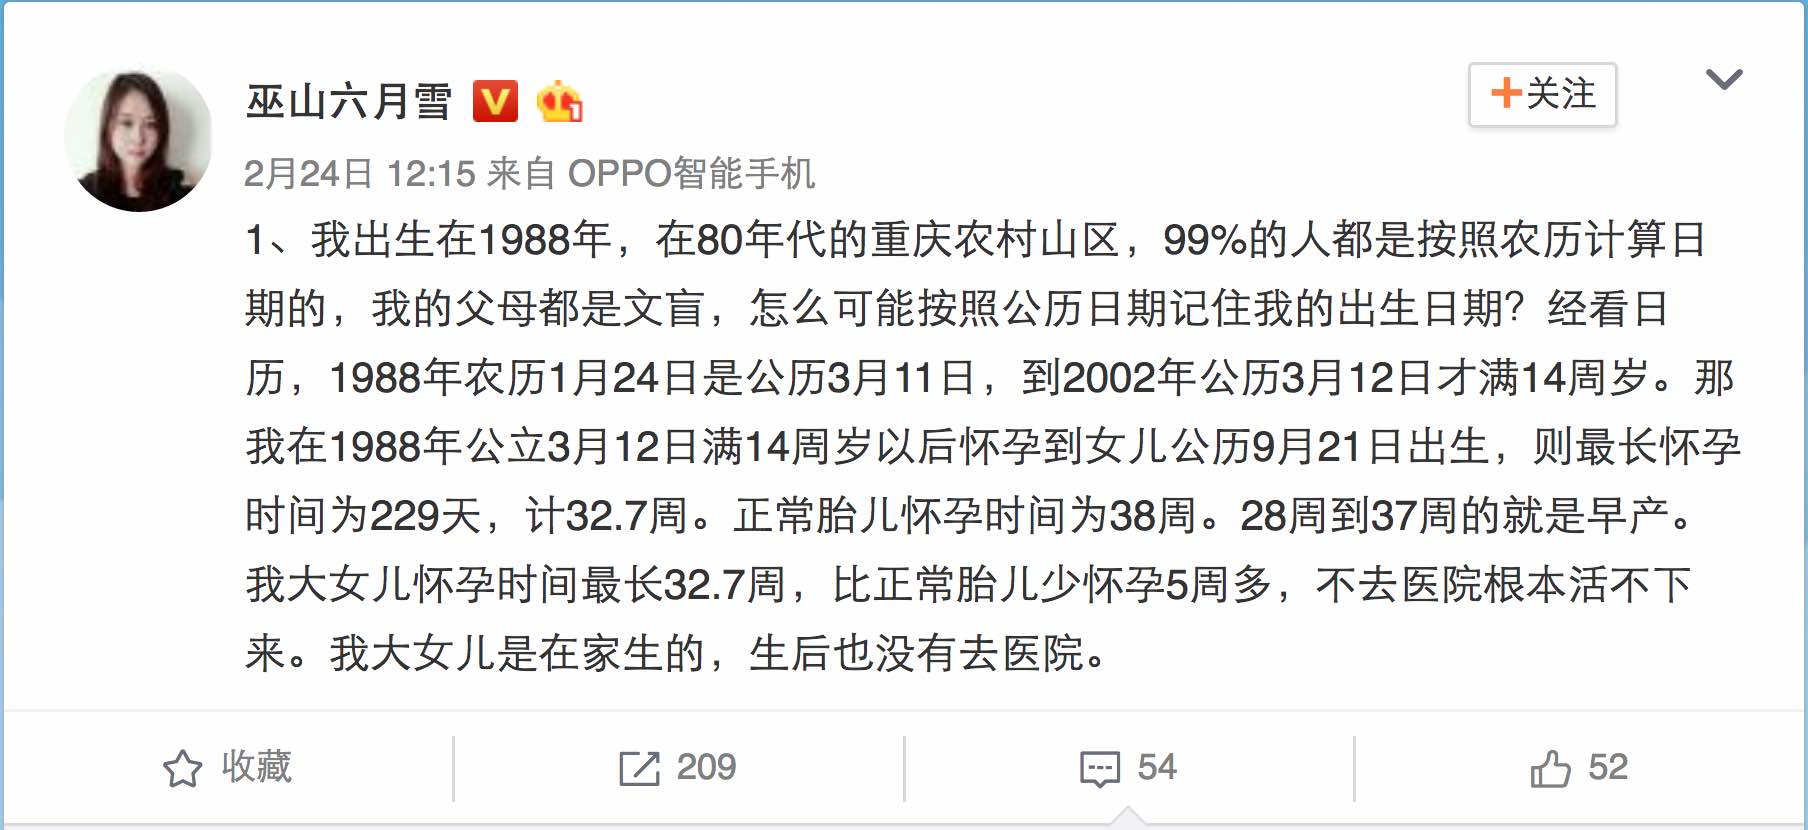 巫山六月雪 V 1
+关注
2月24日 12:15 来自 OPPO智能手机
1、我出生在1988年，在80年代的重庆农村山区，99%的人都是按照农历计算日
期的，我的父母都是文盲，怎么可能按照公历日期记住我的出生日期？经看日
历，1988年农历1月24日是公历3月11日，到2002年公历3月12日才满14周岁。那
我在1988年公立3月12日满14周岁以后怀孕到女儿公历9月21日出生，则最长怀孕
时间为229天，计32.7周。正常胎儿怀孕时间为38周。28周到37周的就是早产。
我大女儿怀孕时间最长32.7周，比正常胎儿少怀孕5周多，不去医院根本活不下
来。我大女儿是在家生的，生后也没有去医院。
收藏 209 54 52